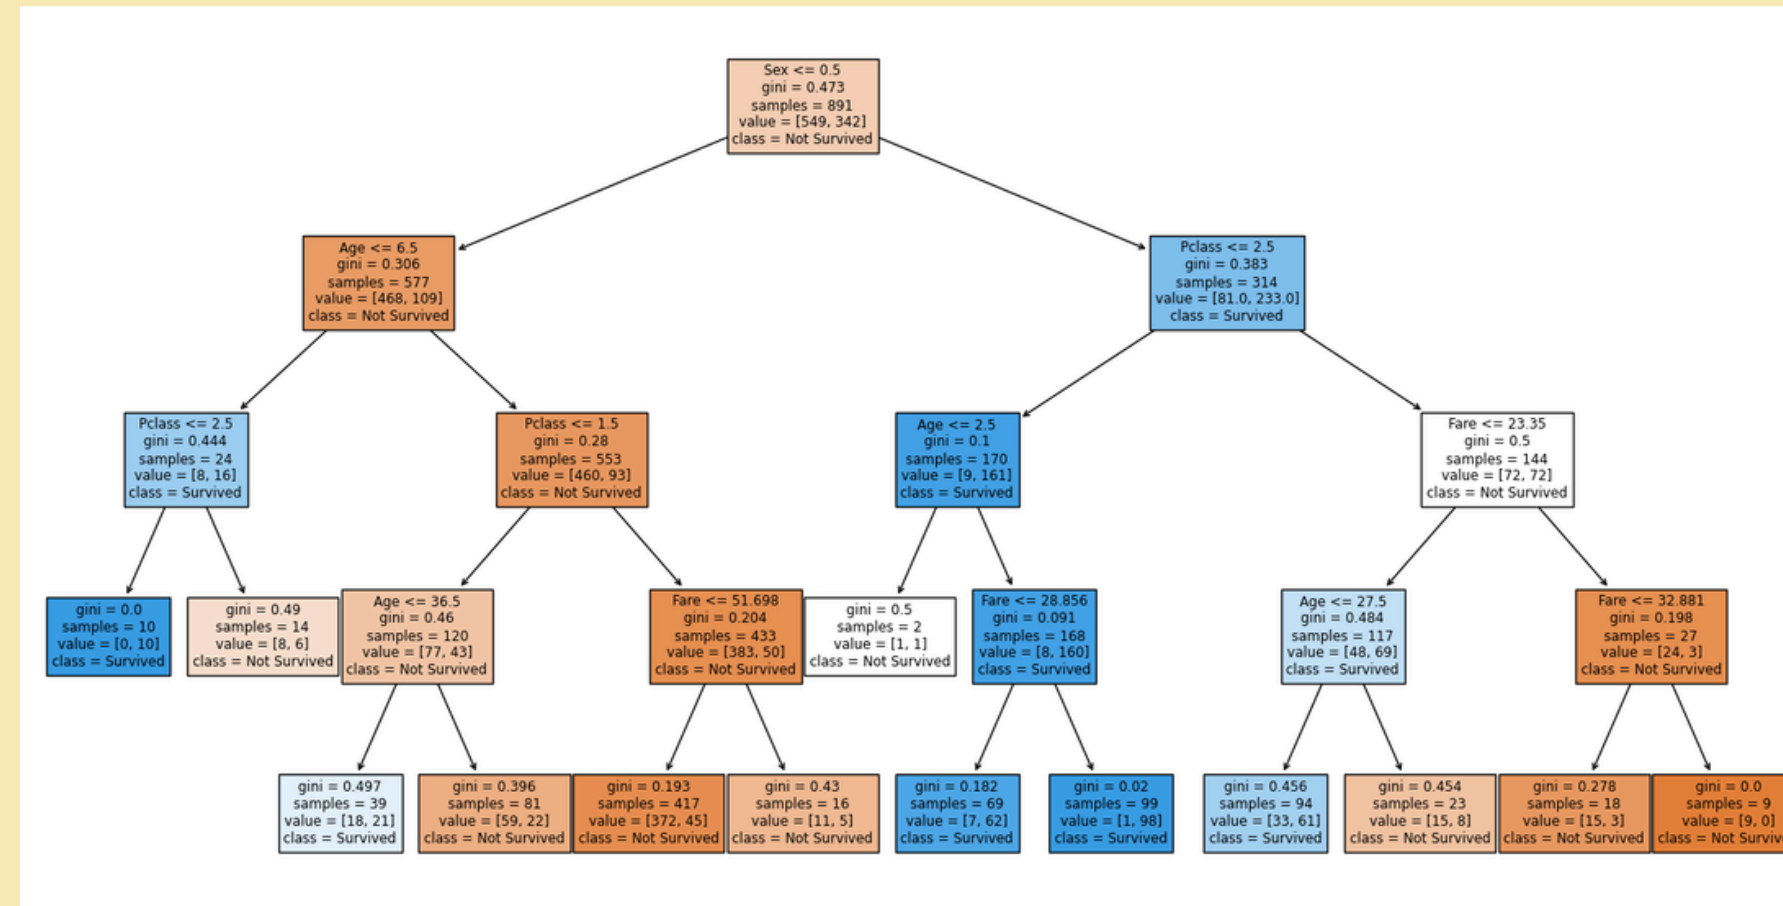 Sex <= 0.5
gini = 0.473
samples = 891
value = [549, 342]
class = Not Survived
Age <= 6.5
gini = 0.306
samples = 577
value = [468, 109]
class = Not Survived
Pclass <= 2.5
gini = 0.383
samples = 314
value = [81.0, 233.0]
class = Survived
Pclass <= 2.5
gini = 0.444
samples = 24
value = [8, 16]
class = Survived
Pclass <= 1.5
gini = 0.28
samples = 553
value = [460, 93]
class = Not Survived
Age <= 2.5
gini = 0.1
samples = 170
value = [9, 161]
class = Survived
Fare <= 23.35
gini = 0.5
samples = 144
value = [72, 72]
class = Not Survived
gini = 0.0
samples = 10
value = [0, 10]
class = Survived
gini = 0.49
samples = 14
value = [8, 6]
class = Not Survived
Age <= 36.5
gini = 0.46
samples = 120
value = [77, 43]
class = Not Survived
Fare <= 51.698
gini = 0.204
samples = 433
value = [383, 50]
class = Not Survived
gini = 0.5
samples = 2
value = [1, 1]
class = Not Survived
Fare <= 28.856
gini = 0.091
samples = 168
value = [8, 160]
class = Survived
Age <= 27.5
gini = 0.484
samples = 117
value = [48, 69]
class = Survived
Fare <= 32.881
gini = 0.198
samples = 27
value = [24, 3]
class = Not Survived
gini = 0.497
samples = 39
value = [18, 21]
class = Survived
gini = 0.396
samples = 81
value = [59, 22]
class = Not Survived
gini = 0.193
samples = 417
value = [372, 45]
class = Not Survived
gini = 0.43
samples = 16
value = [11, 5]
class = Not Survived
gini = 0.182
samples = 69
value = [7, 62]
class = Survived
gini = 0.02
samples = 99
value = [1, 98]
class = Survived
gini = 0.456
samples = 94
value = [33, 61]
class = Survived
gini = 0.454
samples = 23
value = [15, 8]
class = Not Survived
gini = 0.278
samples = 18
value = [15, 3]
class = Not Survived
gini = 0.0
samples = 9
value = [9, 0]
class = Not